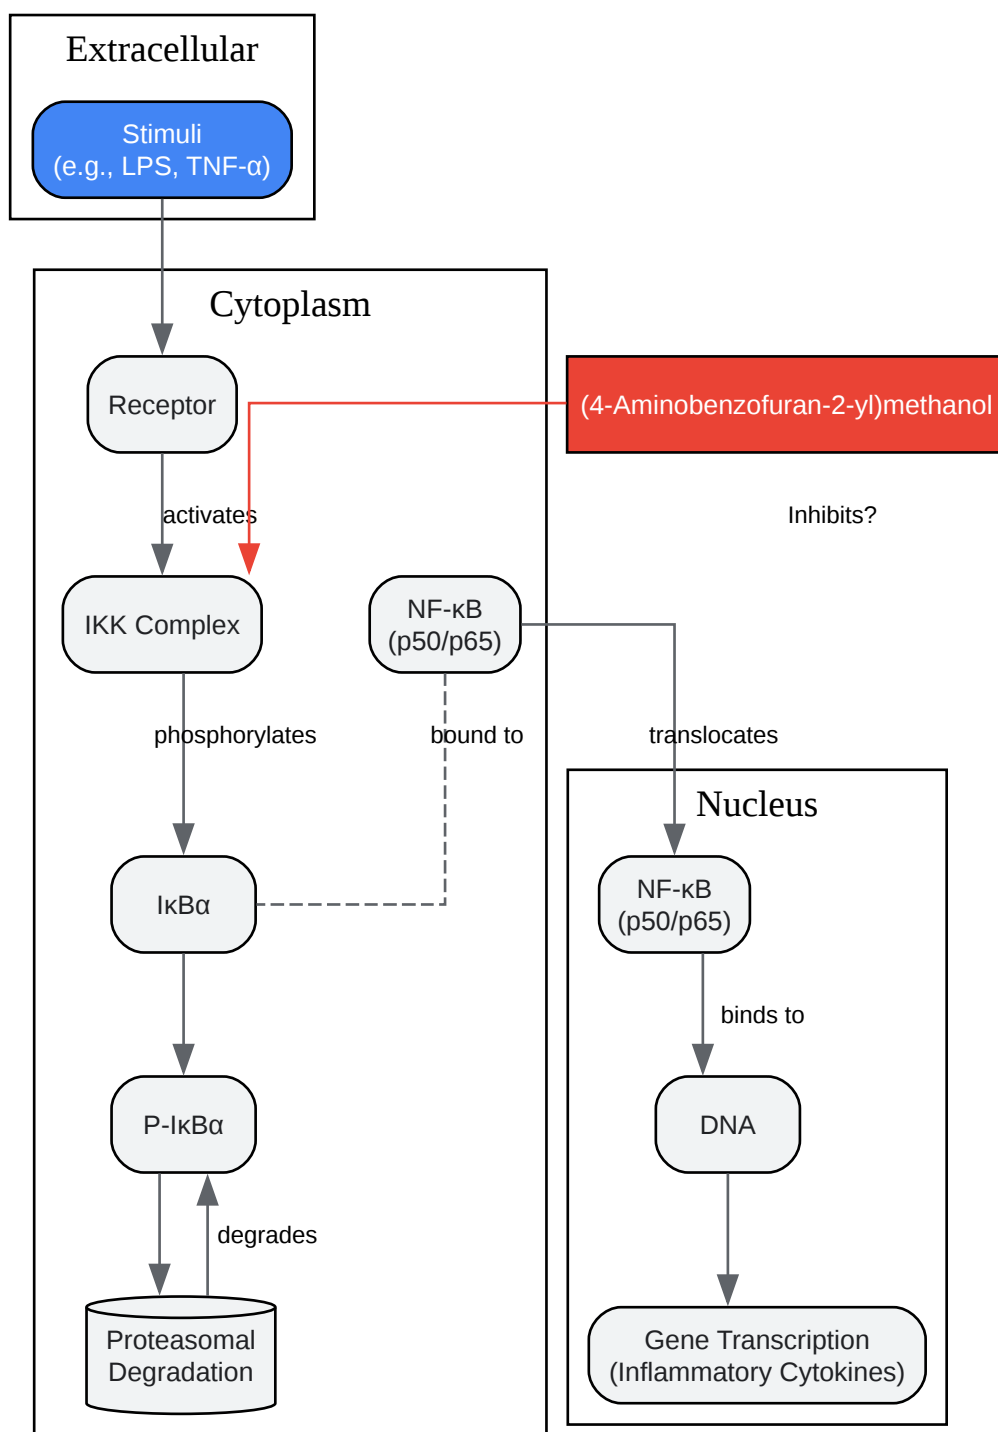 Extracellular
Stimuli
(e.g., LPS, TNF-α)
Cytoplasm
Receptor
(4-Aminobenzofuran-2-yl)methanol
activates
Inhibits?
IKK Complex
NF-κB
(p50/p65)
phosphorylates
bound to
translocates
Nucleus
IκBα
NF-κB
(p50/p65)
binds to
P-IκBα
DNA
degrades
Proteasomal
Degradation
Gene Transcription
(Inflammatory Cytokines)